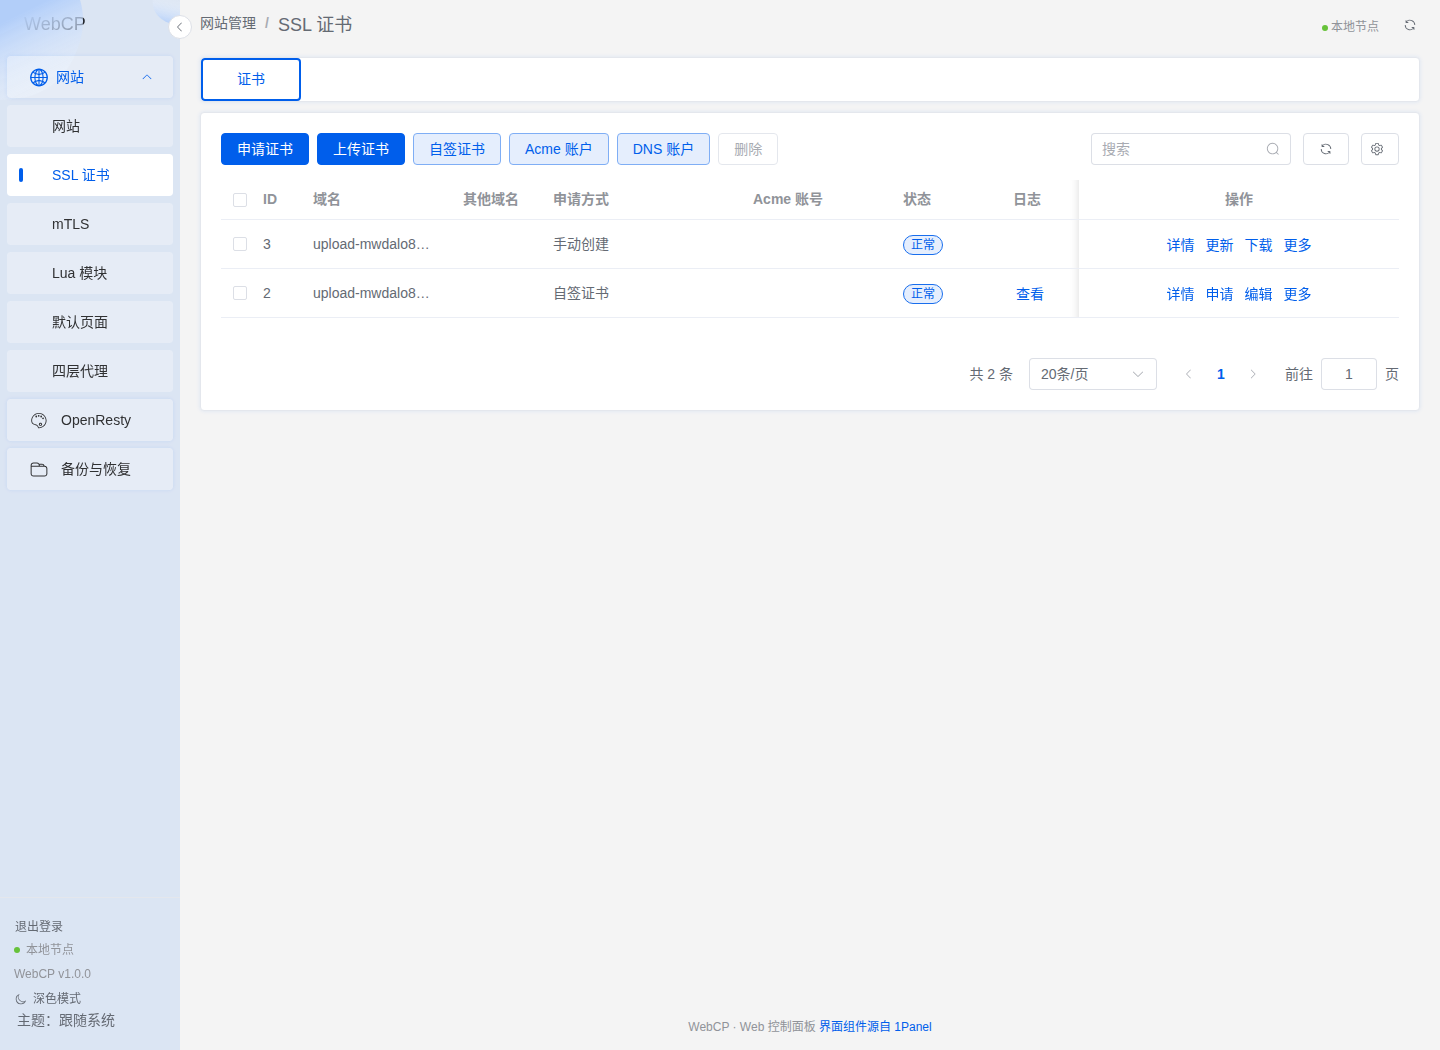 WebCP
网站管理 / SSL 证书
本地节点
网站
网站
SSL 证书
mTLS
Lua 模块
默认页面
四层代理
OpenResty
备份与恢复
证书
申请证书 上传证书 自签证书 Acme 账户 DNS 账户 删除 搜索
ID 域名 其他域名 申请方式 Acme 账号 状态 日志 操作
3 upload-mwdalo8… 手动创建 正常 详情 更新 下载 更多
2 upload-mwdalo8… 自签证书 正常 查看 详情 申请 编辑 更多
共 2 条 20条/页 1 前往 1 页
退出登录
本地节点
WebCP v1.0.0
深色模式
主题：跟随系统
WebCP · Web 控制面板 界面组件源自 1Panel